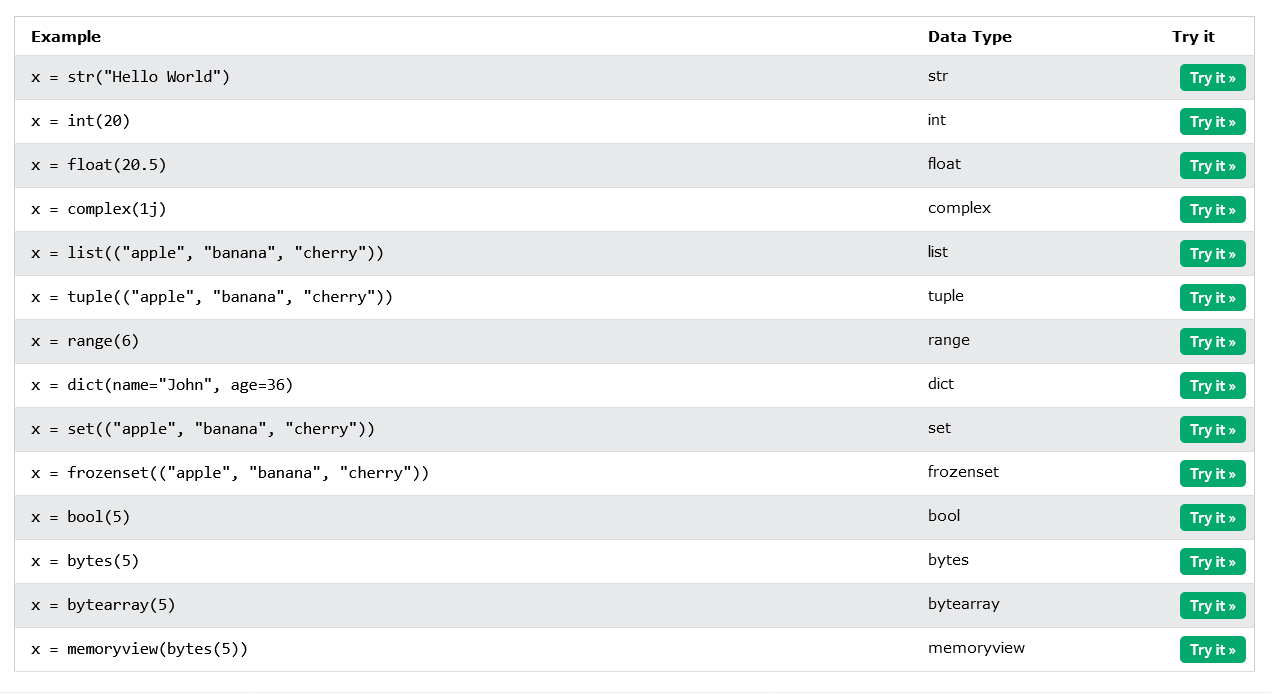 Example Data Type Try it
x = str("Hello World") str Try it »
x = int(20) int Try it »
x = float(20.5) float Try it »
x = complex(1j) complex Try it »
x = list(("apple", "banana", "cherry")) list Try it »
x = tuple(("apple", "banana", "cherry")) tuple Try it »
x = range(6) range Try it »
x = dict(name="John", age=36) dict Try it »
x = set(("apple", "banana", "cherry")) set Try it »
x = frozenset(("apple", "banana", "cherry")) frozenset Try it »
x = bool(5) bool Try it »
x = bytes(5) bytes Try it »
x = bytearray(5) bytearray Try it »
x = memoryview(bytes(5)) memoryview Try it »